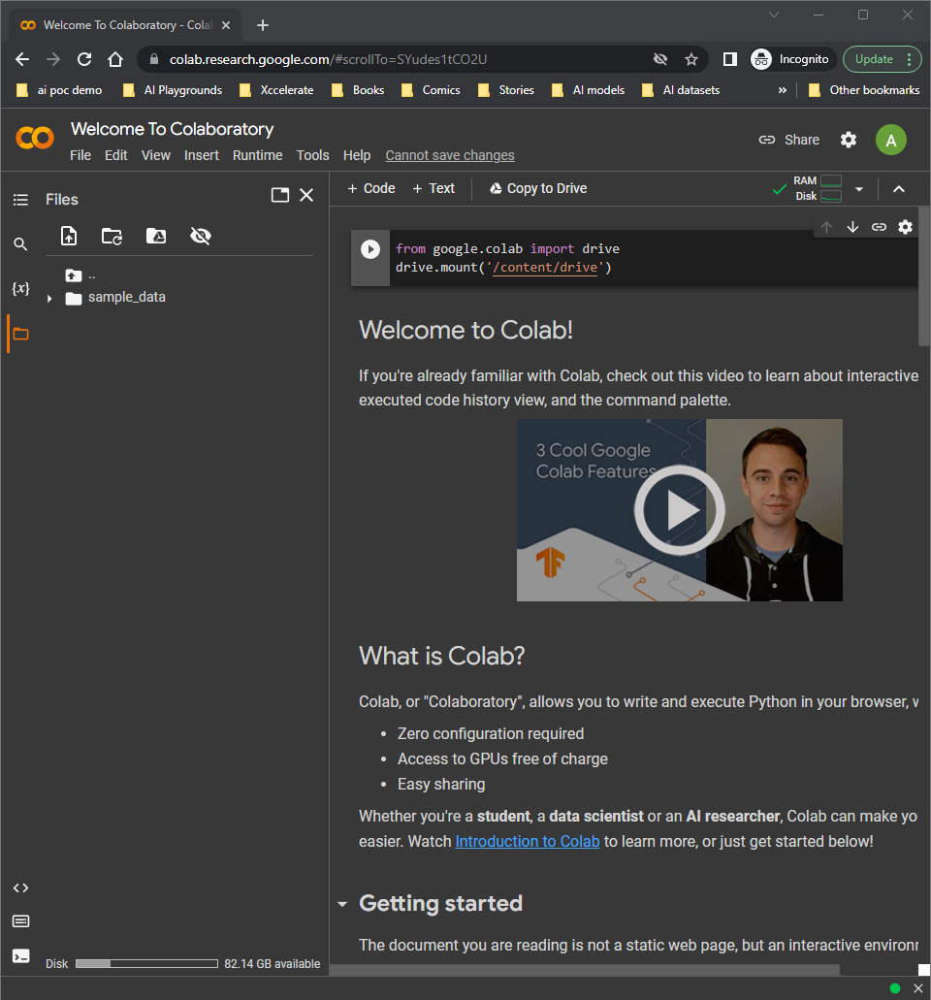 Welcome To Colaboratory - Cola
colab.research.google.com/#scrollTo=SYudes1tCO2U
Incognito
Update
ai poc demo
AI Playgrounds
Xccelerate
Books
Comics
Stories
AI models
AI datasets
»
Other bookmarks
Welcome To Colaboratory
File Edit View Insert Runtime Tools Help Cannot save changes
Share
A
Files
+ Code + Text Copy to Drive
RAM
Disk
{x}
..
sample_data
from google.colab import drive
drive.mount('/content/drive')
Welcome to Colab!
If you're already familiar with Colab, check out this video to learn about interactive
executed code history view, and the command palette.
3 Cool Google
Colab Features
What is Colab?
Colab, or "Colaboratory", allows you to write and execute Python in your browser, w
• Zero configuration required
• Access to GPUs free of charge
• Easy sharing
Whether you're a student, a data scientist or an AI researcher, Colab can make yo
easier. Watch Introduction to Colab to learn more, or just get started below!
Getting started
The document you are reading is not a static web page, but an interactive environm
Disk 82.14 GB available